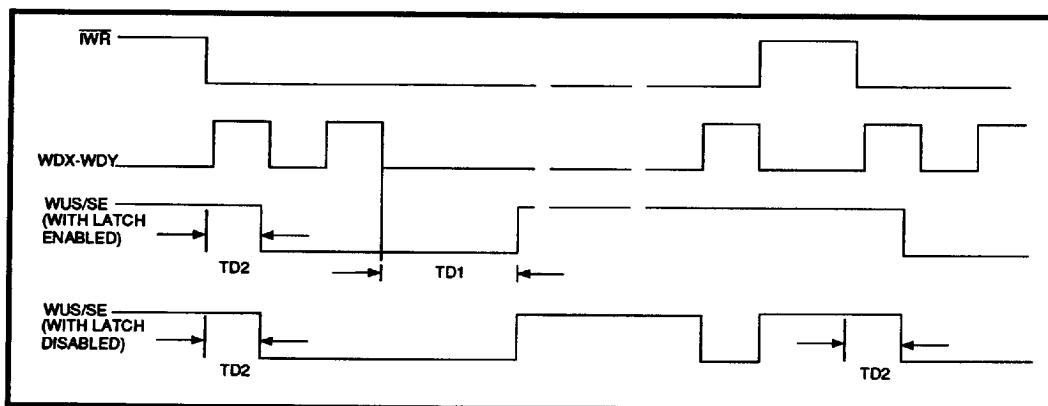 IWR
WDX-WDY
WUS/SE
(WITH LATCH
ENABLED)
TD2
TD1
WUS/SE
(WITH LATCH
DISABLED)
TD2
TD2